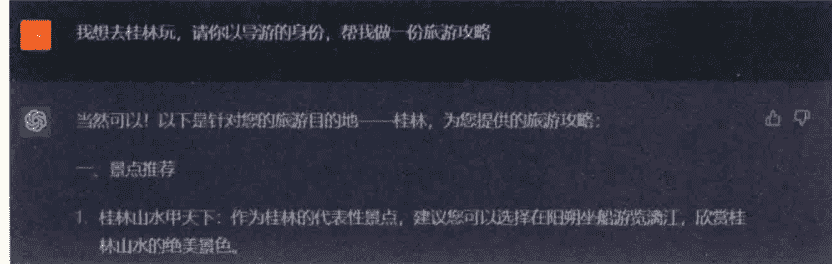 我想去桂林玩，请你以导游的身份，帮我做一份旅游攻略
当然可以！以下是针对您的旅游目的地——桂林，为您提供的旅游攻略：
一、景点推荐
1. 桂林山水甲天下：作为桂林的代表性景点，建议您可以选择在阳朔坐船游览漓江，欣赏桂
林山水的绝美景色。